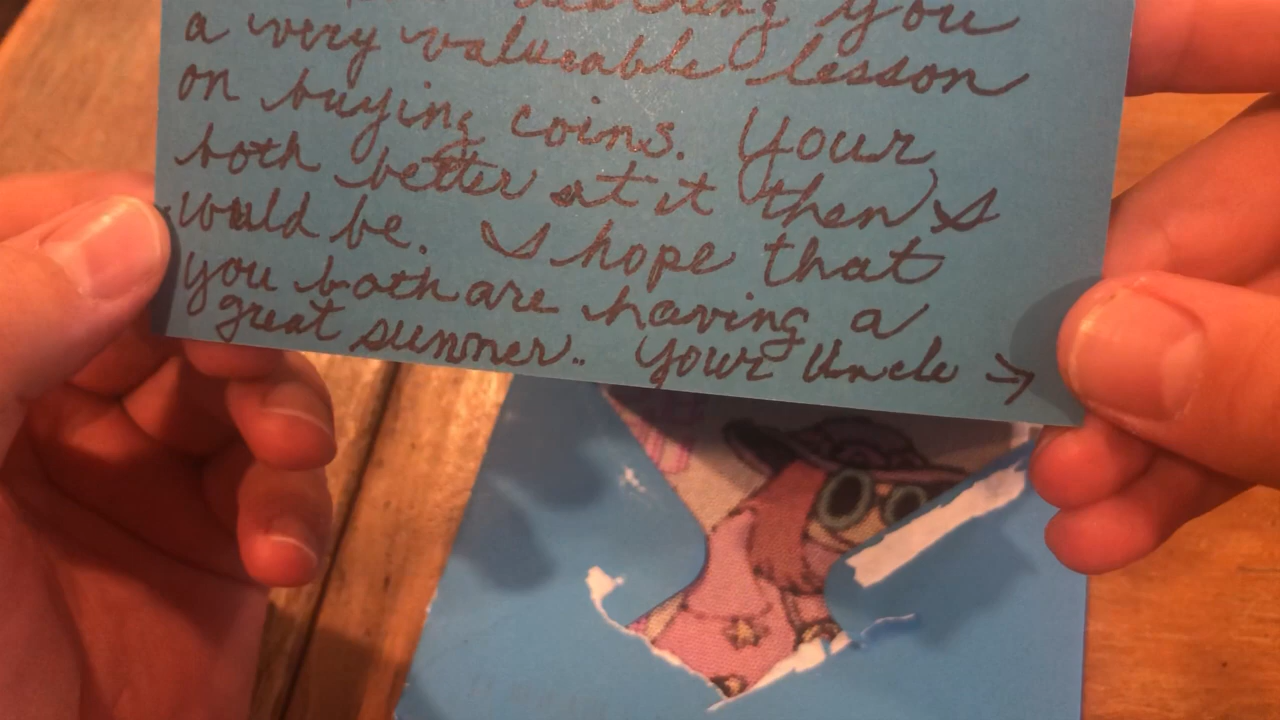 you
a very valueable lesson
on buying coins. Your
both better at it then I
would be. I hope that
you both are having a
great summer. Your Uncle →